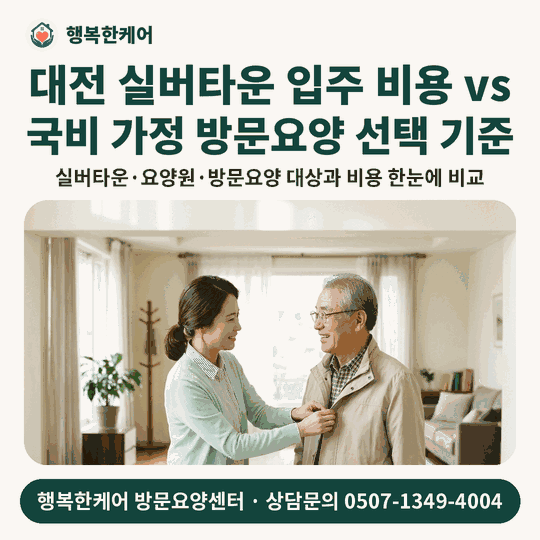 행복한케어
대전 실버타운 입주 비용 vs
국비 가정 방문요양 선택 기준
실버타운·요양원·방문요양 대상과 비용 한눈에 비교
행복한케어 방문요양센터 · 상담문의 0507-1349-4004